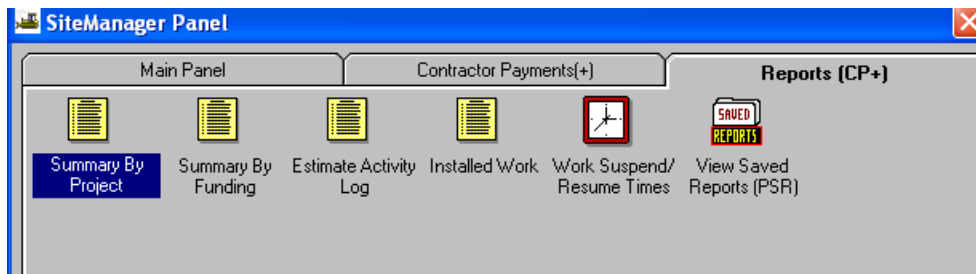 SiteManager Panel
Main Panel
Contractor Payments(+)
Reports (CP+)
SAVED
REPORTS
Summary By
Project
Summary By
Funding
Estimate Activity
Log
Installed Work
Work Suspend/
Resume Times
View Saved
Reports (PSR)